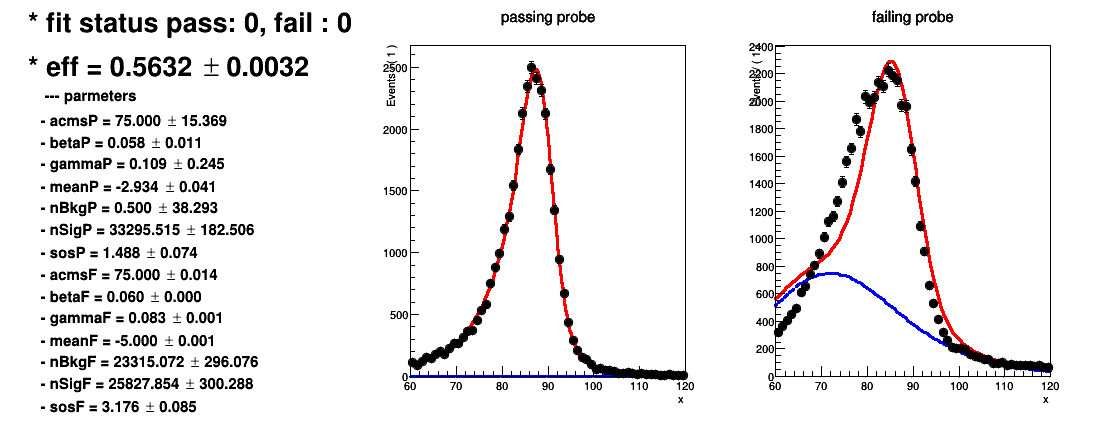 * fit status pass: 0, fail : 0
* eff = 0.5632 ± 0.0032
--- parmeters
- acmsP = 75.000 ± 15.369
- betaP = 0.058 ± 0.011
- gammaP = 0.109 ± 0.245
- meanP = -2.934 ± 0.041
- nBkgP = 0.500 ± 38.293
- nSigP = 33295.515 ± 182.506
- sosP = 1.488 ± 0.074
- acmsF = 75.000 ± 0.014
- betaF = 0.060 ± 0.000
- gammaF = 0.083 ± 0.001
- meanF = -5.000 ± 0.001
- nBkgF = 23315.072 ± 296.076
- nSigF = 25827.854 ± 300.288
- sosF = 3.176 ± 0.085
passing probe
Events / ( 1 )
2500
2000
1500
1000
500
0
60 70 80 90 100 110 120
x
failing probe
Events / ( 1 )
2400
2200
2000
1800
1600
1400
1200
1000
800
600
400
200
0
60 70 80 90 100 110 120
x